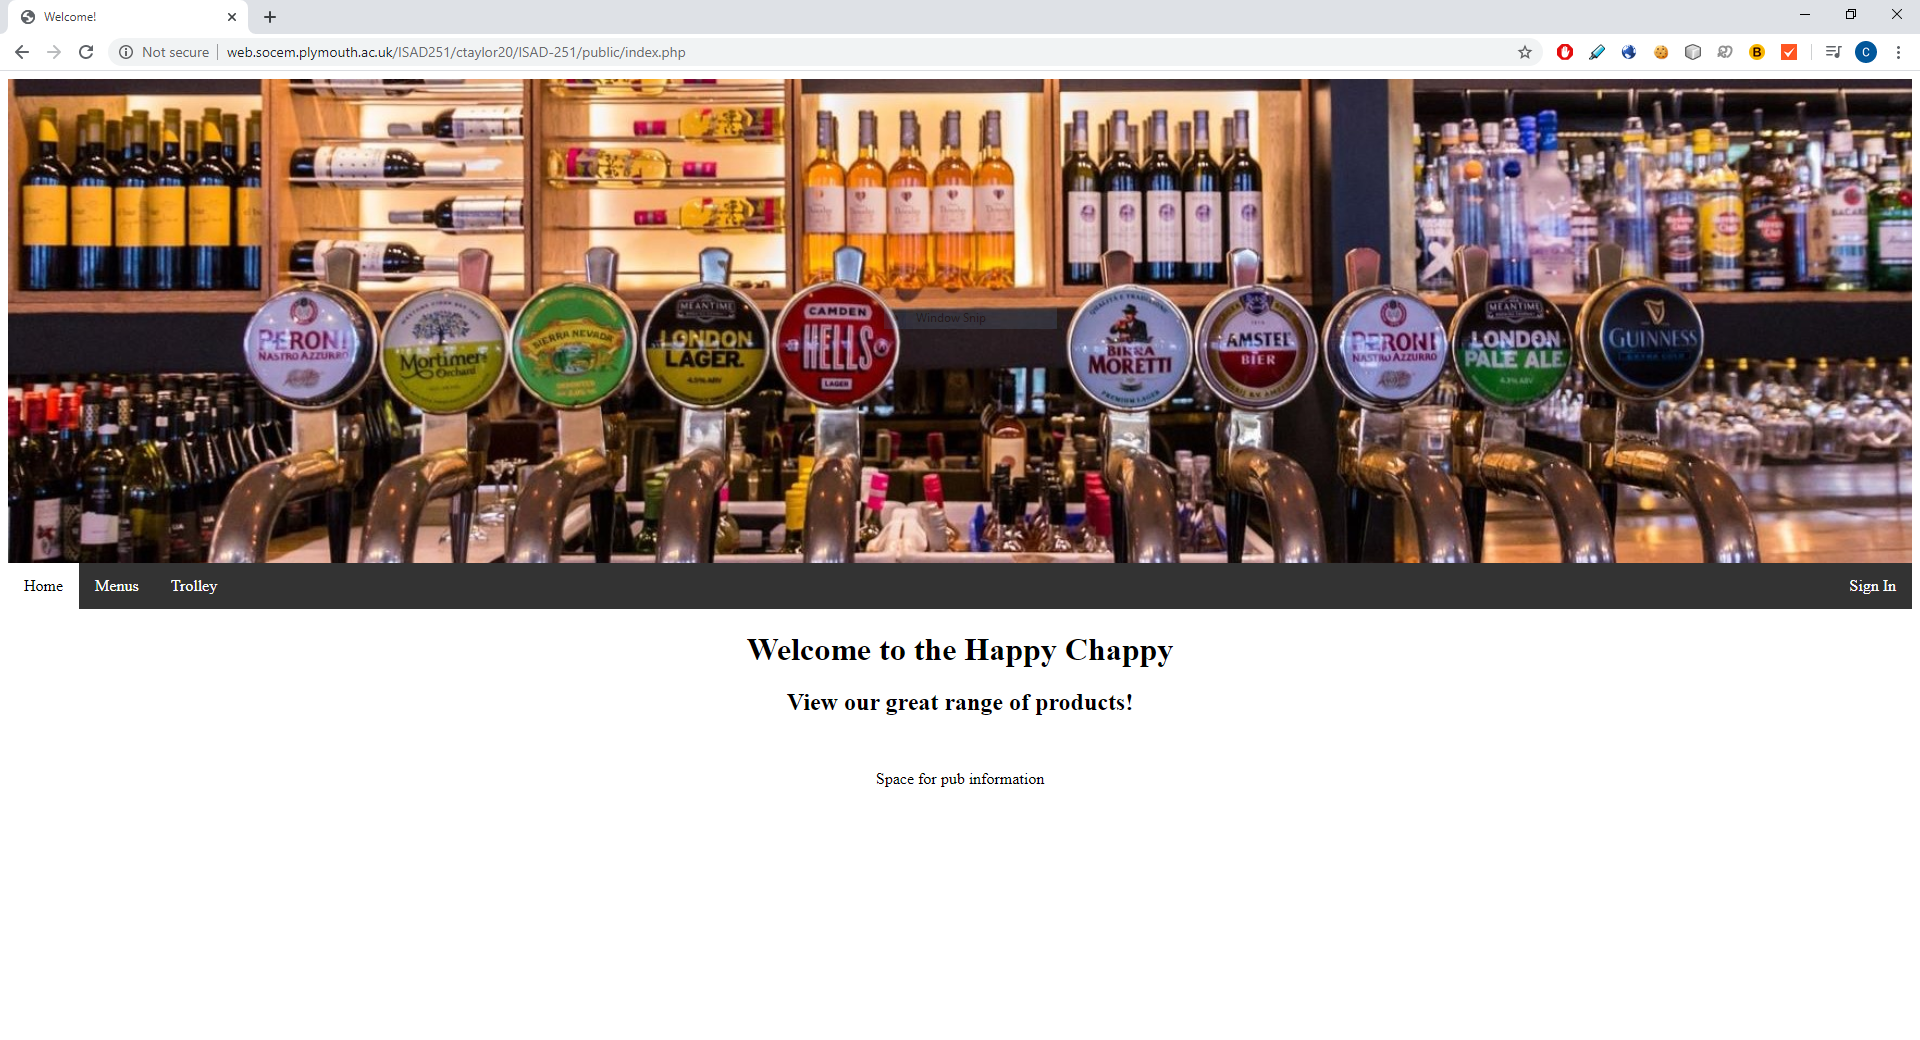 Welcome!
Not secure
web.socem.plymouth.ac.uk/ISAD251/ctaylor20/ISAD-251/public/index.php
B
C
BACARDI
PERONI
NASTRO AZZURRO
Mortimers
Orchard
SIERRA NEVADA
MEANTIME
LONDON
LAGER.
CAMDEN
HELLS
LAGER
Window Snip
BIRRA
MORETTI
PREMIUM LAGER
AMSTEL
BIER
PERONI
NASTRO AZZURRO
MEANTIME
LONDON
PALE ALE
GUINNESS
Home
Menus
Trolley
Sign In
Welcome to the Happy Chappy
View our great range of products!
Space for pub information